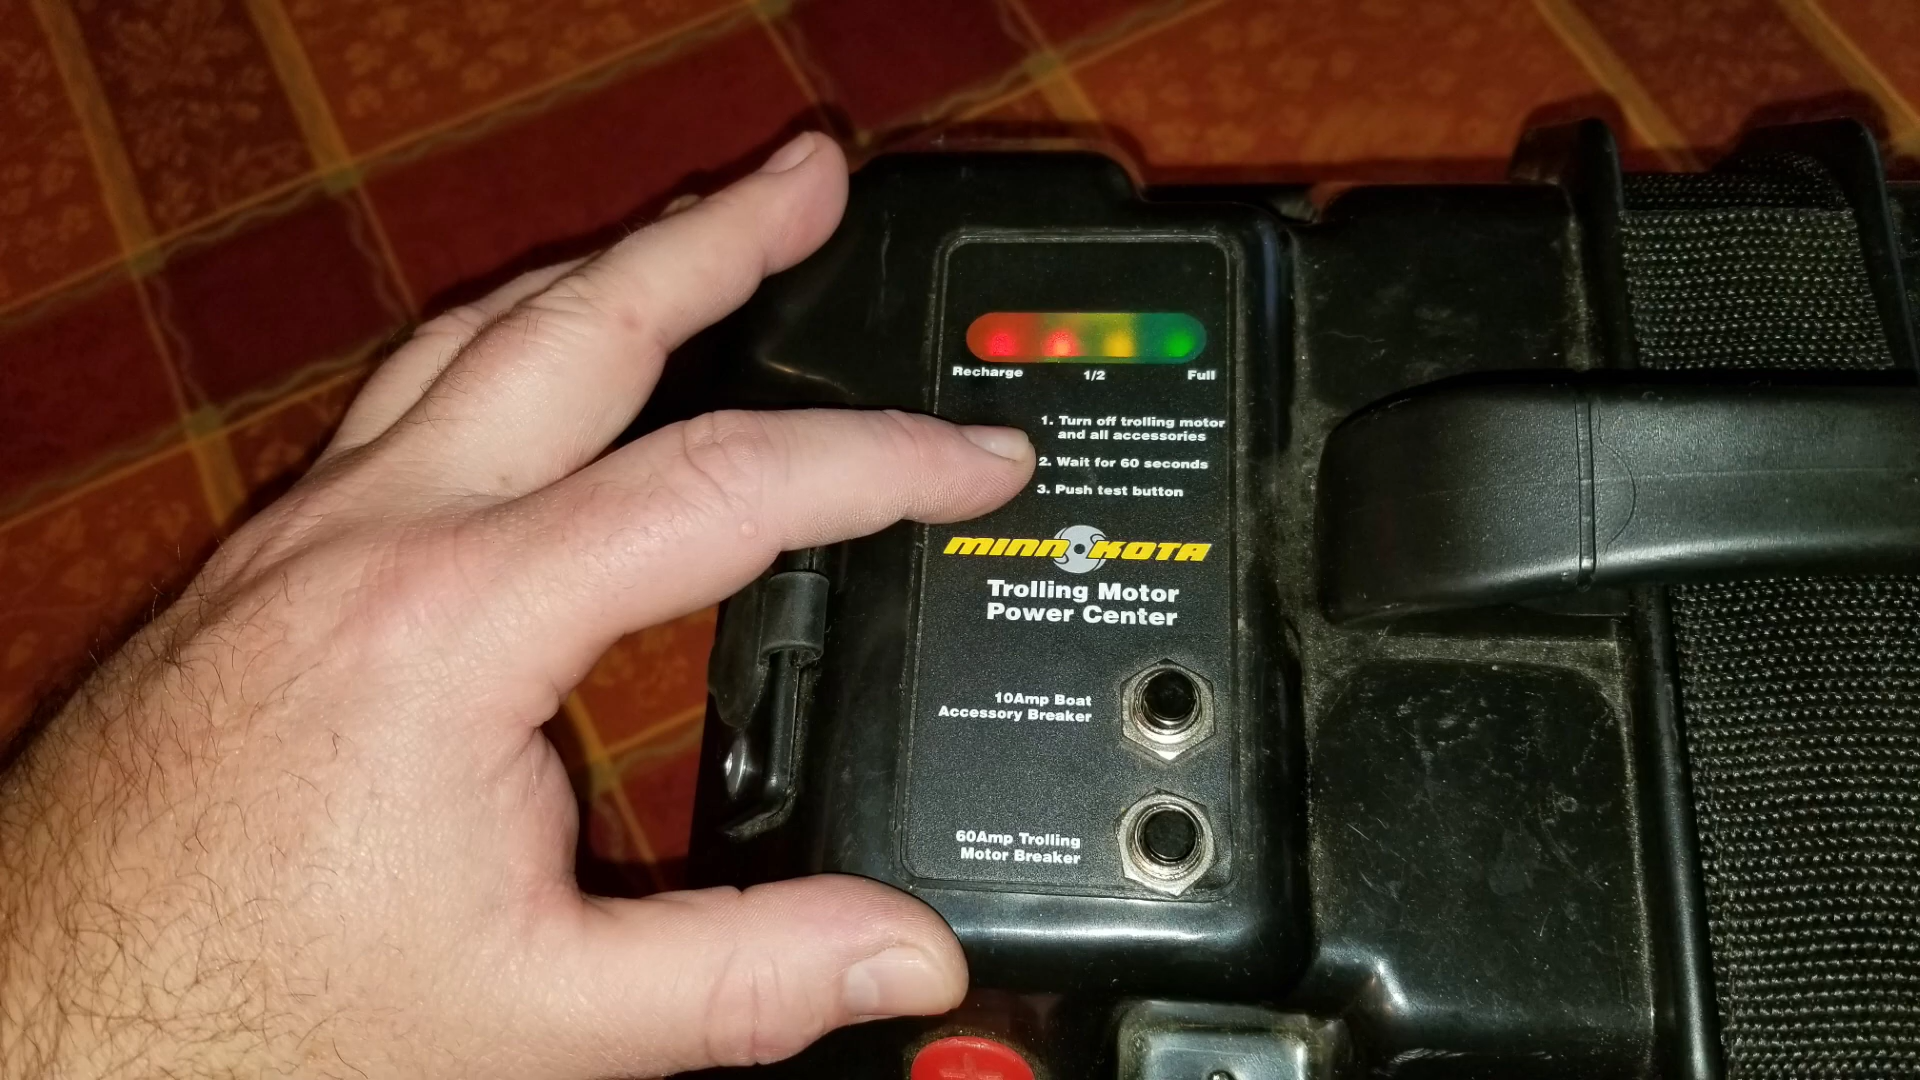 Recharge 1/2 Full
1. Turn off trolling motor
and all accessories
2. Wait for 60 seconds
3. Push test button
MINN KOTA
Trolling Motor
Power Center
10Amp Boat
Accessory Breaker
60Amp Trolling
Motor Breaker